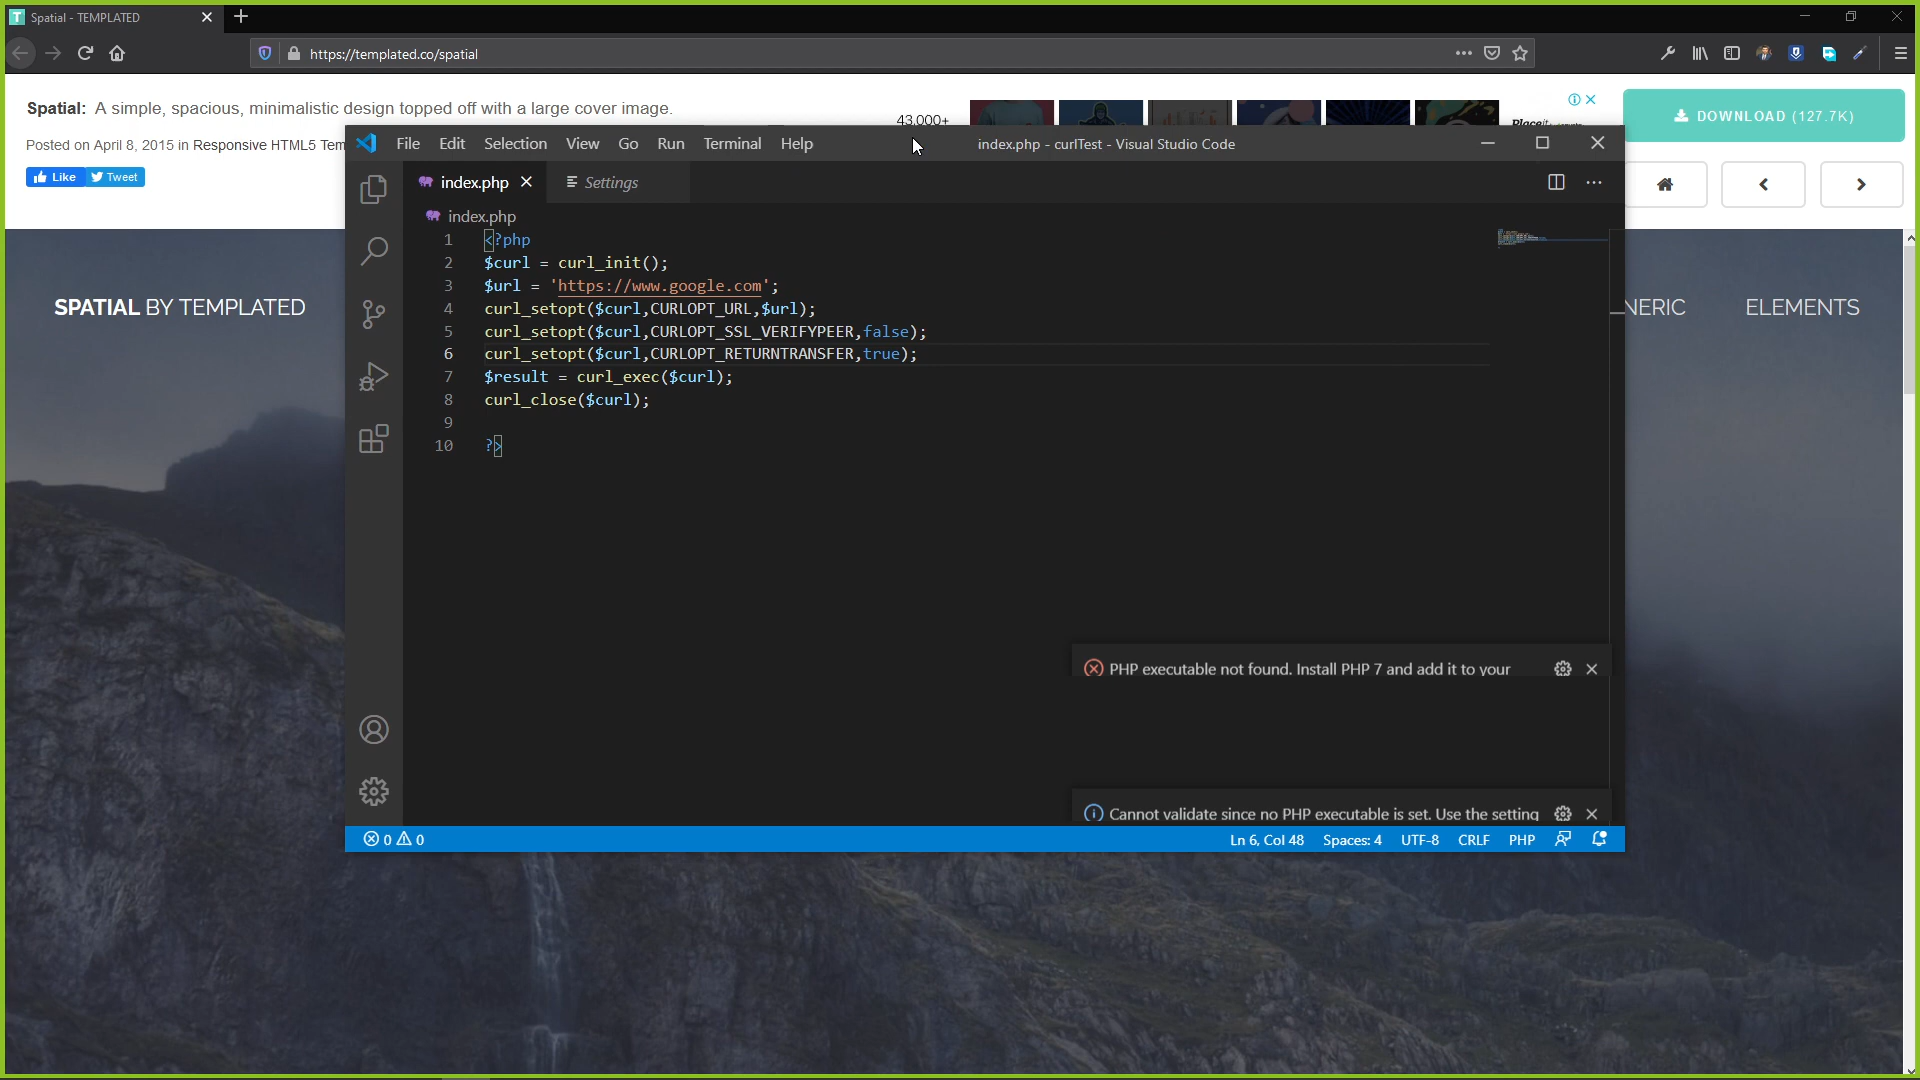 Spatial - TEMPLATED
https://templated.co/spatial
Spatial: A simple, spacious, minimalistic design topped off with a large cover image.
43,000+
Placeit
DOWNLOAD (127.7K)
Posted on April 8, 2015 in Responsive HTML5 Tem
Like
Tweet
File Edit Selection View Go Run Terminal Help
index.php - curlTest - Visual Studio Code
index.php
Settings
index.php
SPATIAL BY TEMPLATED
NERIC
ELEMENTS
1 <?php
2 $curl = curl_init();
3 $url = 'https://www.google.com';
4 curl_setopt($curl,CURLOPT_URL,$url);
5 curl_setopt($curl,CURLOPT_SSL_VERIFYPEER,false);
6 curl_setopt($curl,CURLOPT_RETURNTRANSFER,true);
7 $result = curl_exec($curl);
8 curl_close($curl);
9
10 ?>
PHP executable not found. Install PHP 7 and add it to your
Cannot validate since no PHP executable is set. Use the setting
0 0
Ln 6, Col 48 Spaces: 4 UTF-8 CRLF PHP